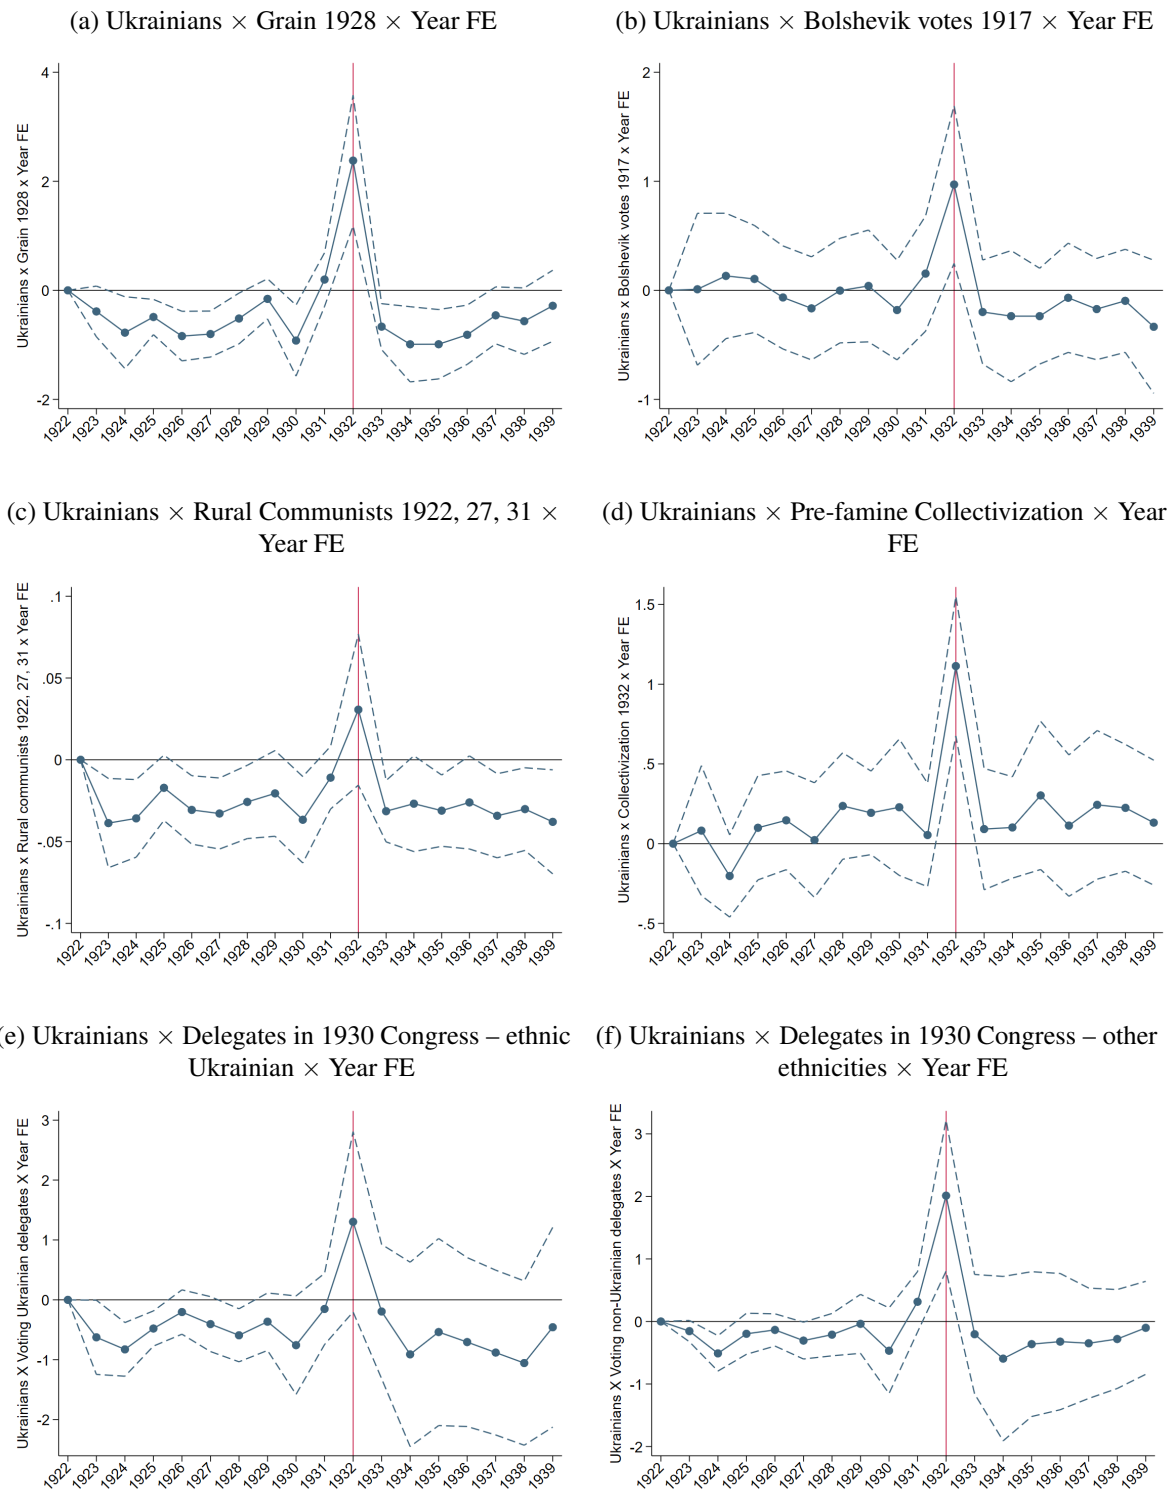 (a) Ukrainians × Grain 1928 × Year FE
Ukrainians x Grain 1928 x Year FE
4
2
0
-2
1922 1923 1924 1925 1926 1927 1928 1929 1930 1931 1932 1933 1934 1935 1936 1937 1938 1939
(b) Ukrainians × Bolshevik votes 1917 × Year FE
Ukrainians x Bolshevik votes 1917 x Year FE
2
1
0
-1
1922 1923 1924 1925 1926 1927 1928 1929 1930 1931 1932 1933 1934 1935 1936 1937 1938 1939
(c) Ukrainians × Rural Communists 1922, 27, 31 ×
Year FE
Ukrainians x Rural communists 1922, 27, 31 x Year FE
.1
.05
0
-.05
-.1
1922 1923 1924 1925 1926 1927 1928 1929 1930 1931 1932 1933 1934 1935 1936 1937 1938 1939
(d) Ukrainians × Pre-famine Collectivization × Year
FE
Ukrainians x Collectivization 1932 x Year FE
1.5
1
.5
0
-.5
1922 1923 1924 1925 1926 1927 1928 1929 1930 1931 1932 1933 1934 1935 1936 1937 1938 1939
e) Ukrainians × Delegates in 1930 Congress – ethnic
Ukrainian × Year FE
Ukrainians X Voting Ukrainian delegates X Year FE
3
2
1
0
-1
-2
1922 1923 1924 1925 1926 1927 1928 1929 1930 1931 1932 1933 1934 1935 1936 1937 1938 1939
(f) Ukrainians × Delegates in 1930 Congress – other
ethnicities × Year FE
Ukrainians X Voting non-Ukrainian delegates X Year FE
3
2
1
0
-1
-2
1922 1923 1924 1925 1926 1927 1928 1929 1930 1931 1932 1933 1934 1935 1936 1937 1938 1939